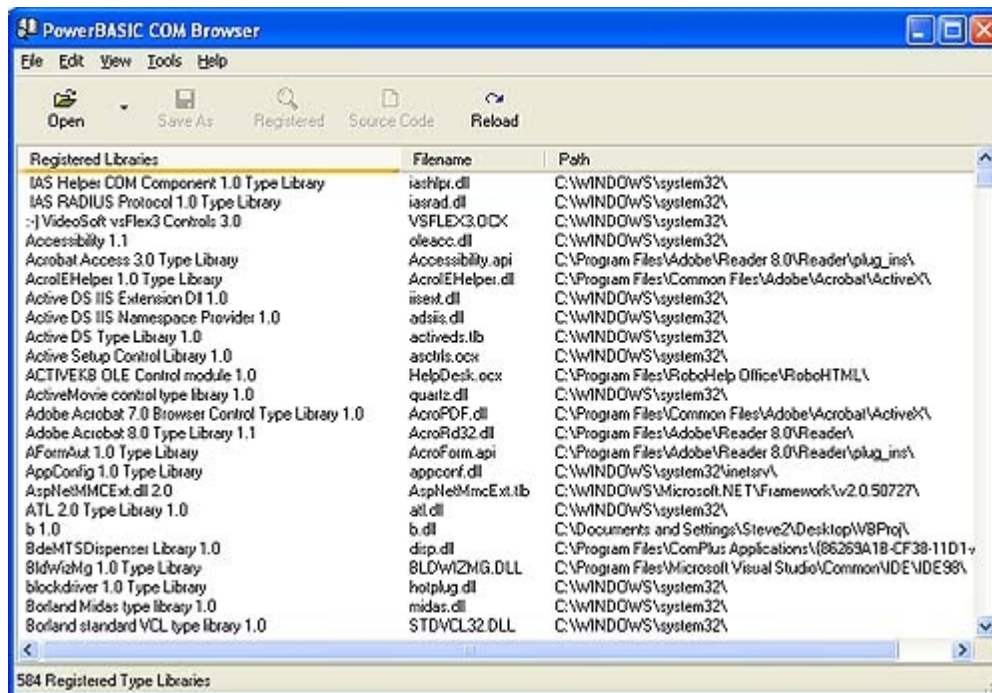 PowerBASIC COM Browser
File Edit View Tools Help
Open Save As Registered Source Code Reload
Registered Libraries Filename Path
IAS Helper COM Component 1.0 Type Library iashlpr.dll C:\WINDOWS\system32\
IAS RADIUS Protocol 1.0 Type Library iasrad.dll C:\WINDOWS\system32\
:-) VideoSoft vsFlex3 Controls 3.0 VSFLEX3.OCX C:\WINDOWS\system32\
Accessibility 1.1 oleacc.dll C:\WINDOWS\system32\
Acrobat Access 3.0 Type Library Accessibility.api C:\Program Files\Adobe\Reader 8.0\Reader\plug_ins\
AcroIEHelper 1.0 Type Library AcroIEHelper.dll C:\Program Files\Common Files\Adobe\Acrobat\ActiveX\
Active DS IIS Extension Dll 1.0 iisext.dll C:\WINDOWS\system32\
Active DS IIS Namespace Provider 1.0 adsiis.dll C:\WINDOWS\system32\
Active DS Type Library 1.0 activeds.tlb C:\WINDOWS\system32\
Active Setup Control Library 1.0 asctrls.ocx C:\WINDOWS\system32\
ACTIVEKB OLE Control module 1.0 HelpDesk.ocx C:\Program Files\RoboHelp Office\RoboHTML\
ActiveMovie control type library 1.0 quartz.dll C:\WINDOWS\system32\
Adobe Acrobat 7.0 Browser Control Type Library 1.0 AcroPDF.dll C:\Program Files\Common Files\Adobe\Acrobat\ActiveX\
Adobe Acrobat 8.0 Type Library 1.1 AcroRd32.dll C:\Program Files\Adobe\Reader 8.0\Reader\
AFormAut 1.0 Type Library AcroForm.api C:\Program Files\Adobe\Reader 8.0\Reader\plug_ins\
AppConfig 1.0 Type Library appconf.dll C:\WINDOWS\system32\inetsrv\
AspNetMMCExt.dll 2.0 AspNetMmcExt.tlb C:\WINDOWS\Microsoft.NET\Framework\v2.0.50727\
ATL 2.0 Type Library 1.0 atl.dll C:\WINDOWS\system32\
b 1.0 b.dll C:\Documents and Settings\Steve2\Desktop\VBProj\
BdeMTSDispenser Library 1.0 disp.dll C:\Program Files\ComPlus Applications\{86269A18-CF38-11D1-
BldWizMg 1.0 Type Library BLDWIZMG.DLL C:\Program Files\Microsoft Visual Studio\Common\IDE\IDE98\
blockdriver 1.0 Type Library hotplug.dll C:\WINDOWS\system32\
Borland Midas type library 1.0 midas.dll C:\WINDOWS\system32\
Borland standard VCL type library 1.0 STDVCL32.DLL C:\WINDOWS\system32\
584 Registered Type Libraries